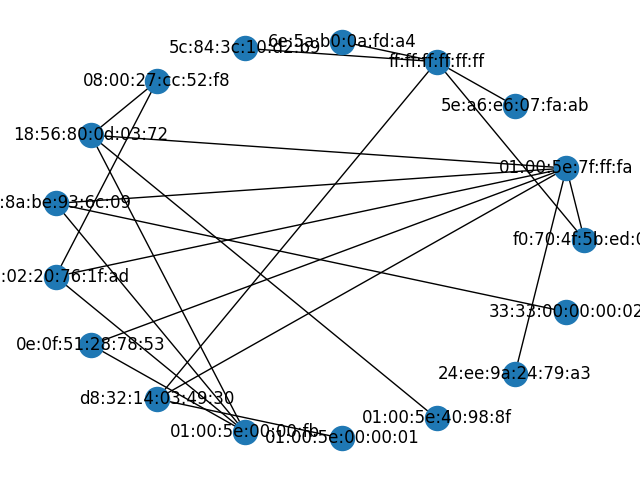 6e:5a:b0:0a:fd:a4
5c:84:3c:10:d2:b9
ff:ff:ff:ff:ff:ff
08:00:27:cc:52:f8
5e:a6:e6:07:fa:ab
18:56:80:0d:03:72
01:00:5e:7f:ff:fa
:8a:be:93:6c:09
f0:70:4f:5b:ed:0
:02:20:76:1f:ad
33:33:00:00:00:02
0e:0f:51:28:78:53
24:ee:9a:24:79:a3
d8:32:14:03:49:30
01:00:5e:40:98:8f
01:00:5e:00:00:fb
01:00:5e:00:00:01